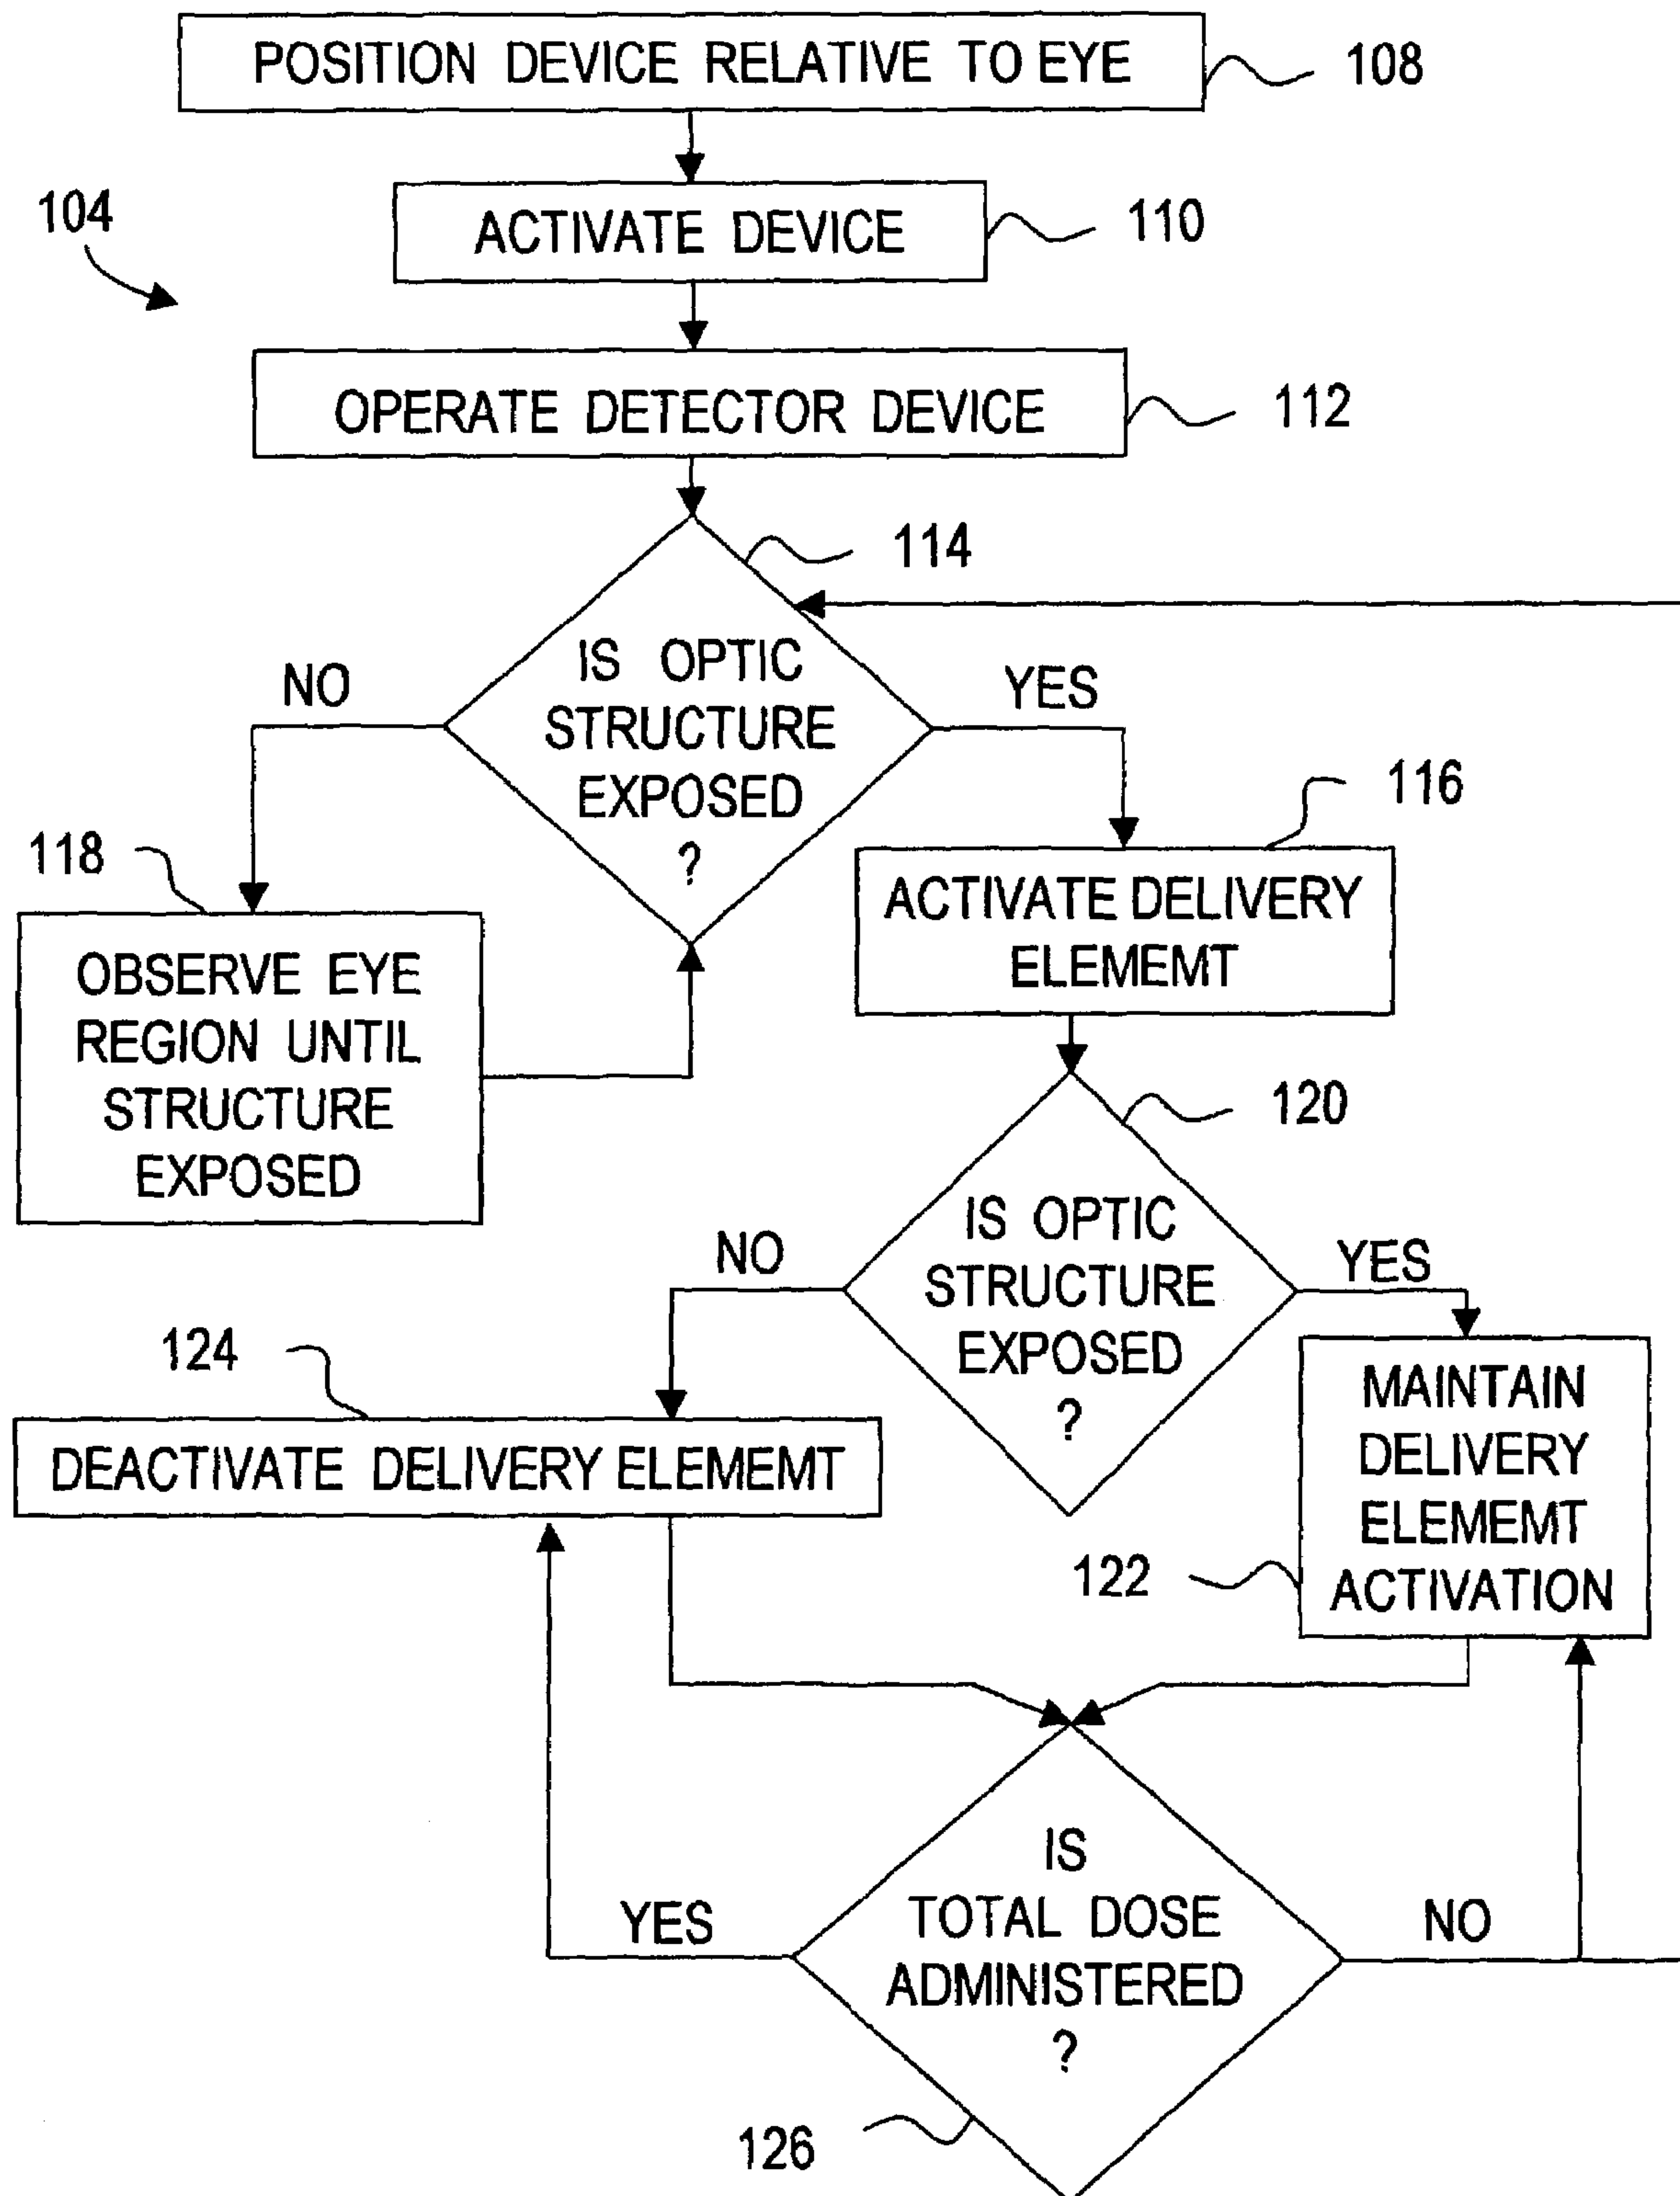 POSITION DEVICE RELATIVE TO EYE
108
104
ACTIVATE DEVICE
110
OPERATE DETECTOR DEVICE
112
114
IS OPTIC
STRUCTURE
EXPOSED
?
NO
YES
116
118
ACTIVATE DELIVERY
ELEMEMT
OBSERVE EYE
REGION UNTIL
STRUCTURE
EXPOSED
120
IS OPTIC
STRUCTURE
EXPOSED
?
NO
YES
124
DEACTIVATE DELIVERY ELEMEMT
MAINTAIN
DELIVERY
ELEMEMT
ACTIVATION
122
IS
TOTAL DOSE
ADMINISTERED
?
YES
NO
126